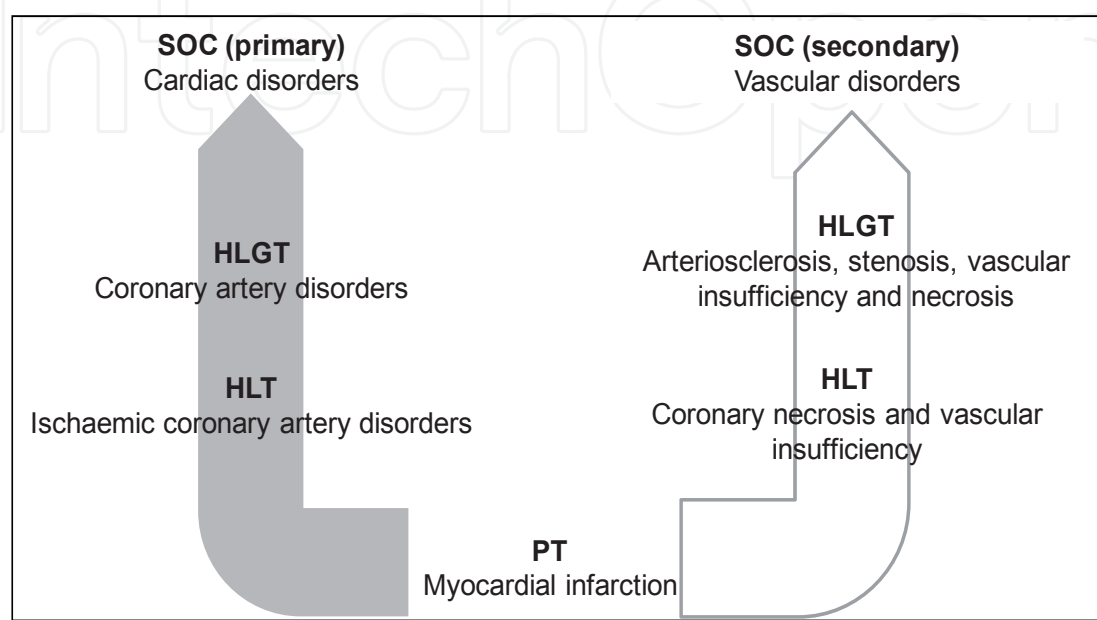 IntechOpen
SOC (primary)
Cardiac disorders
HLGT
Coronary artery disorders
HLT
Ischaemic coronary artery disorders
SOC (secondary)
Vascular disorders
HLGT
Arteriosclerosis, stenosis, vascular
insufficiency and necrosis
HLT
Coronary necrosis and vascular
insufficiency
PT
Myocardial infarction